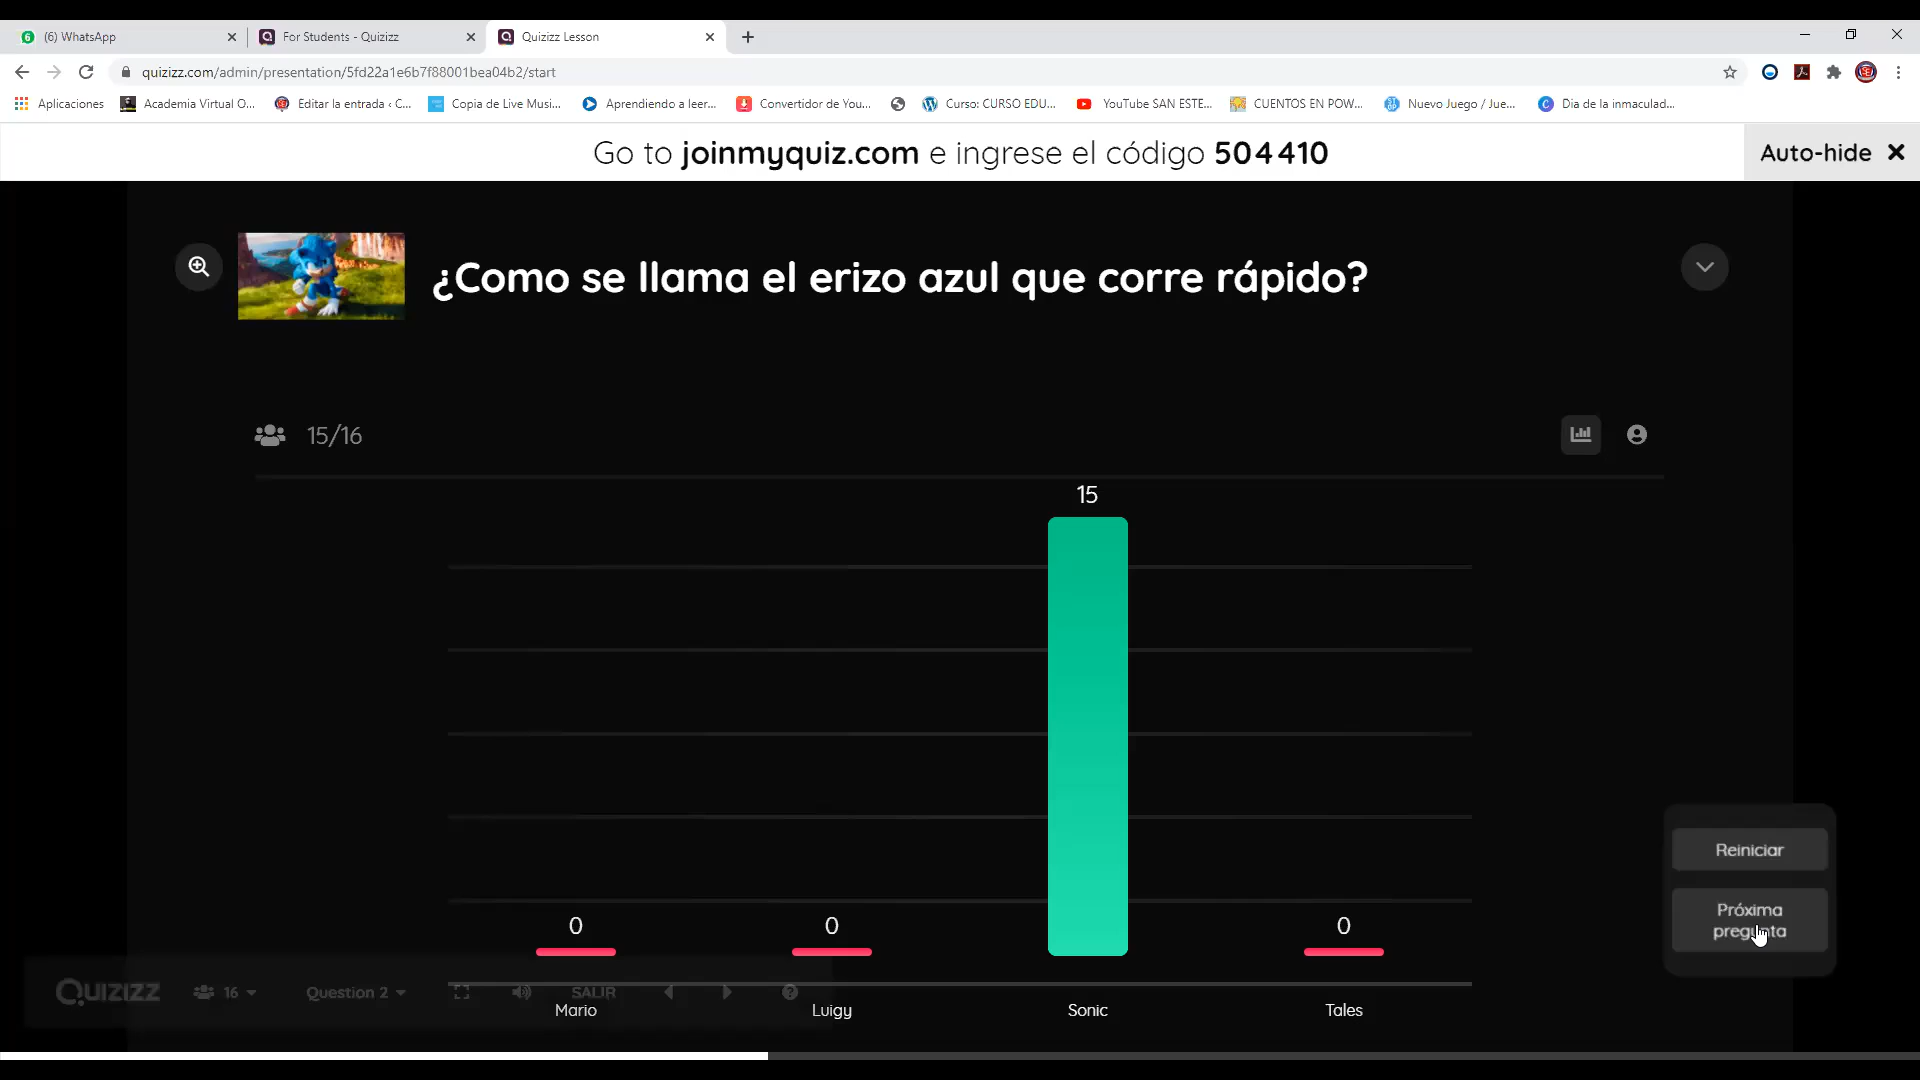 (6) WhatsApp
For Students - Quizizz
Quizizz Lesson
quizizz.com/admin/presentation/5fd22a1e6b7f88001bea04b2/start
Aplicaciones
Academia Virtual O...
Editar la entrada ‹ C...
Copia de Live Musi...
Aprendiendo a leer...
Convertidor de You...
Curso: CURSO EDU...
YouTube SAN ESTE...
CUENTOS EN POW...
Nuevo Juego / Jue...
Dia de la inmaculad...
Go to joinmyquiz.com e ingrese el código 504410
Auto-hide
¿Como se llama el erizo azul que corre rápido?
15/16
15
0
0
0
Reiniciar
Próxima
pregunta
Quizizz
16
Question 2
SALIR
Mario
Luigy
Sonic
Tales